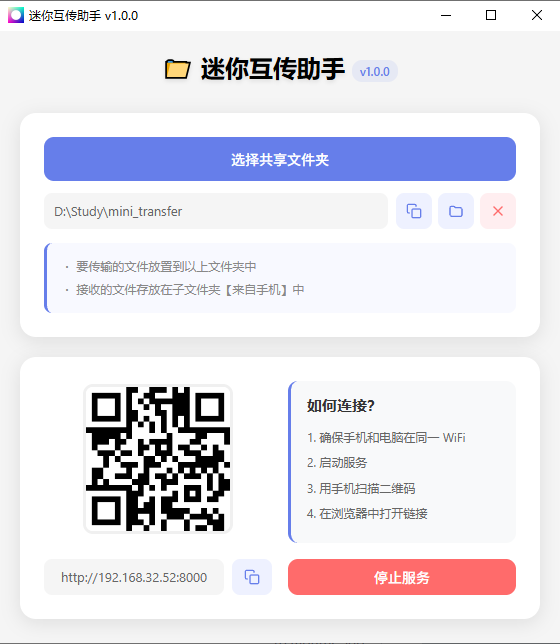 迷你互传助手 v1.0.0
迷你互传助手 v1.0.0
选择共享文件夹
D:\Study\mini_transfer
· 要传输的文件放置到以上文件夹中
· 接收的文件存放在子文件夹【来自手机】中
如何连接?
1. 确保手机和电脑在同一 WiFi
2. 启动服务
3. 用手机扫描二维码
4. 在浏览器中打开链接
http://192.168.32.52:8000
停止服务